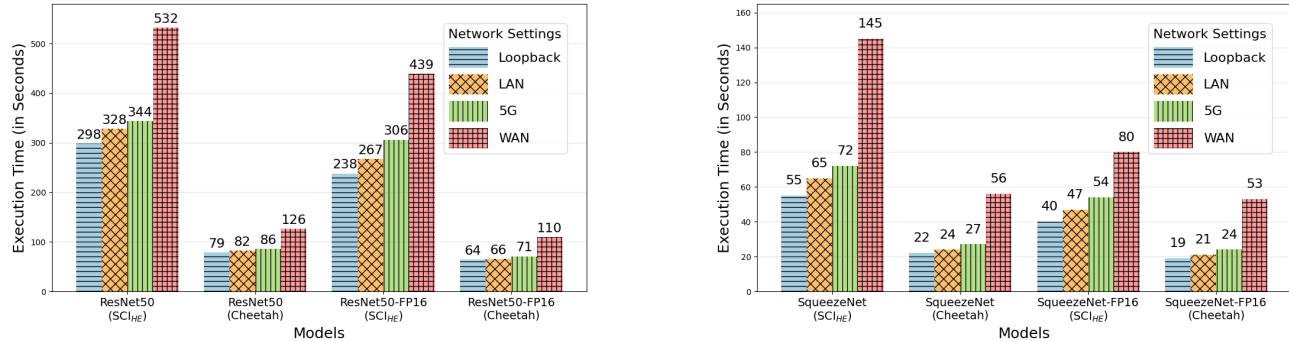 532
500
400
300
200
100
0
Execution Time (in Seconds)
298
328
344
79
82
86
126
238
267
306
439
64
66
71
110
Network Settings
Loopback
LAN
5G
WAN
ResNet50
(SCI_HE)
ResNet50
(Cheetah)
ResNet50-FP16
(SCI_HE)
ResNet50-FP16
(Cheetah)
Models
160
140
120
100
80
60
40
20
0
Execution Time (in Seconds)
55
65
72
145
22
24
27
56
40
47
54
80
19
21
24
53
Network Settings
Loopback
LAN
5G
WAN
SqueezeNet
(SCI_HE)
SqueezeNet
(Cheetah)
SqueezeNet-FP16
(SCI_HE)
SqueezeNet-FP16
(Cheetah)
Models